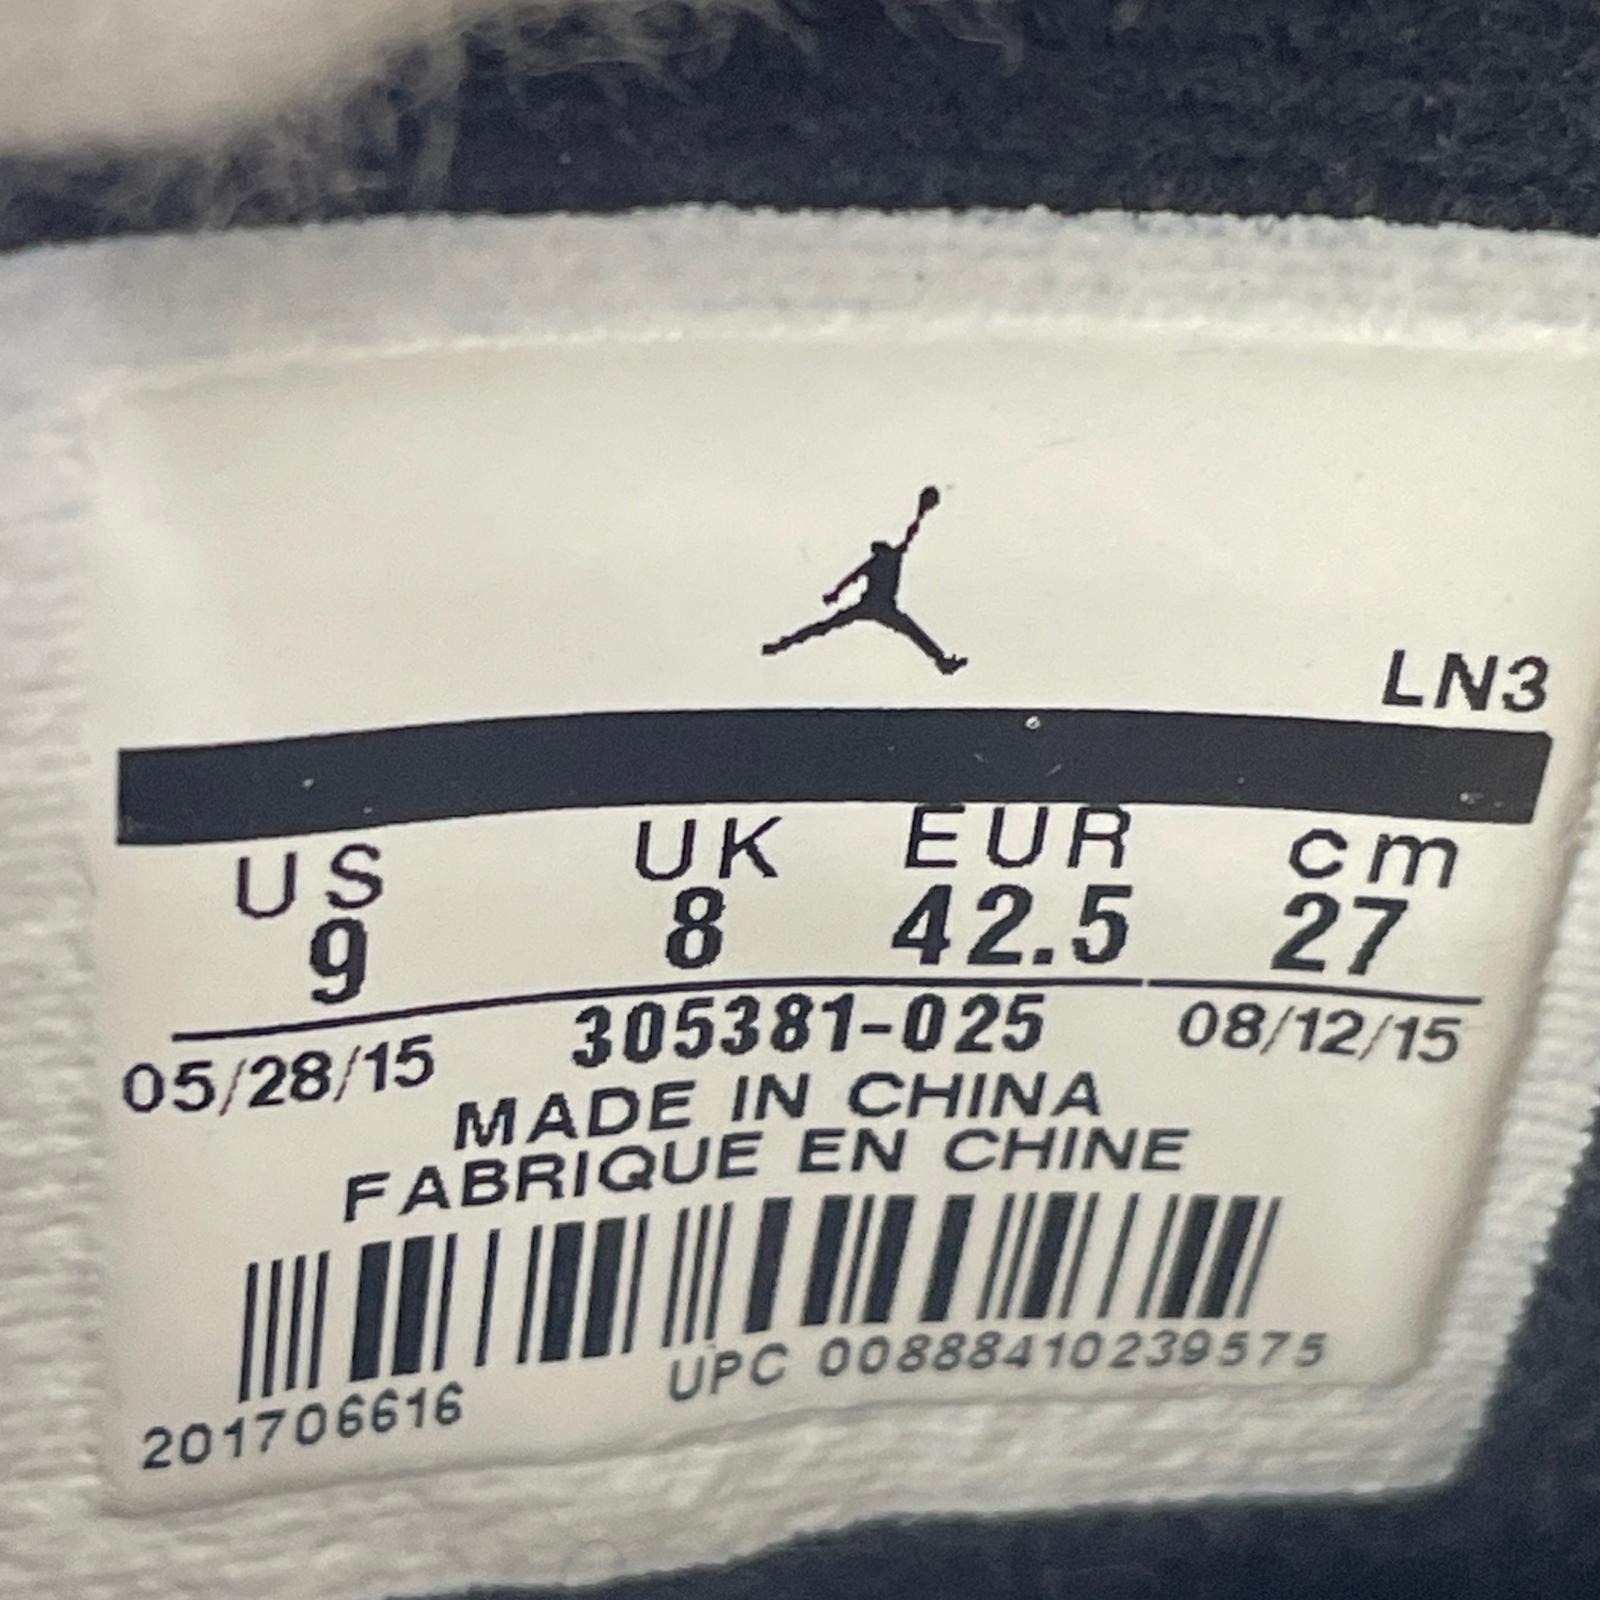 LN3
US UK EUR cm
9 8 42.5 27
05/28/15 305381-025 08/12/15
MADE IN CHINA
FABRIQUE EN CHINE
201706616 UPC 00888410239575